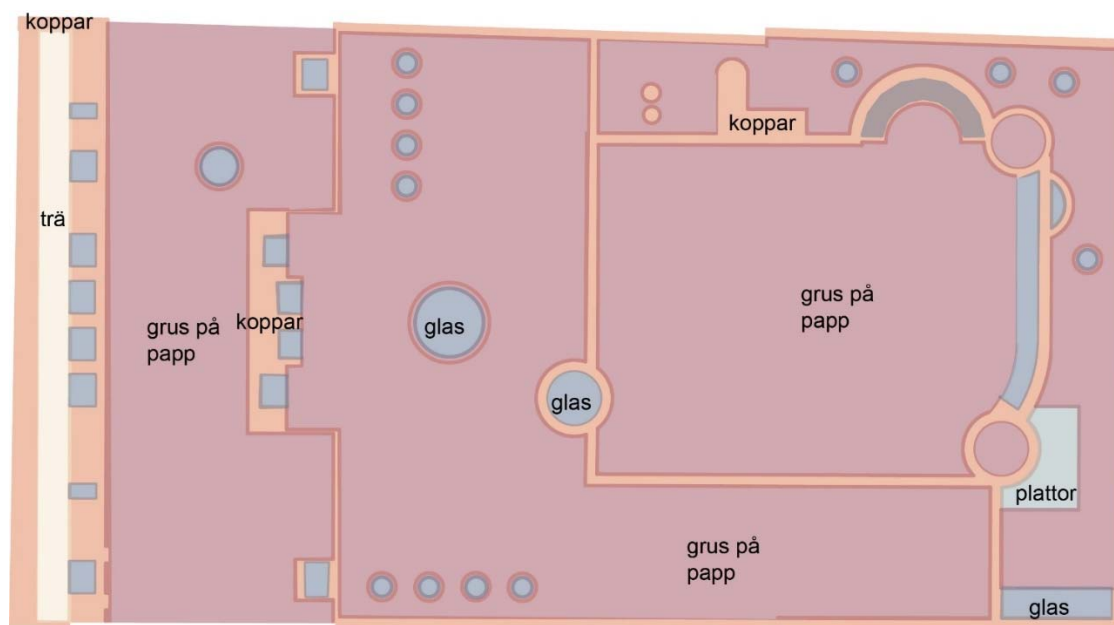 koppar
koppar
trä
grus på
papp
koppar
glas
grus på
papp
glas
plattor
grus på
papp
glas